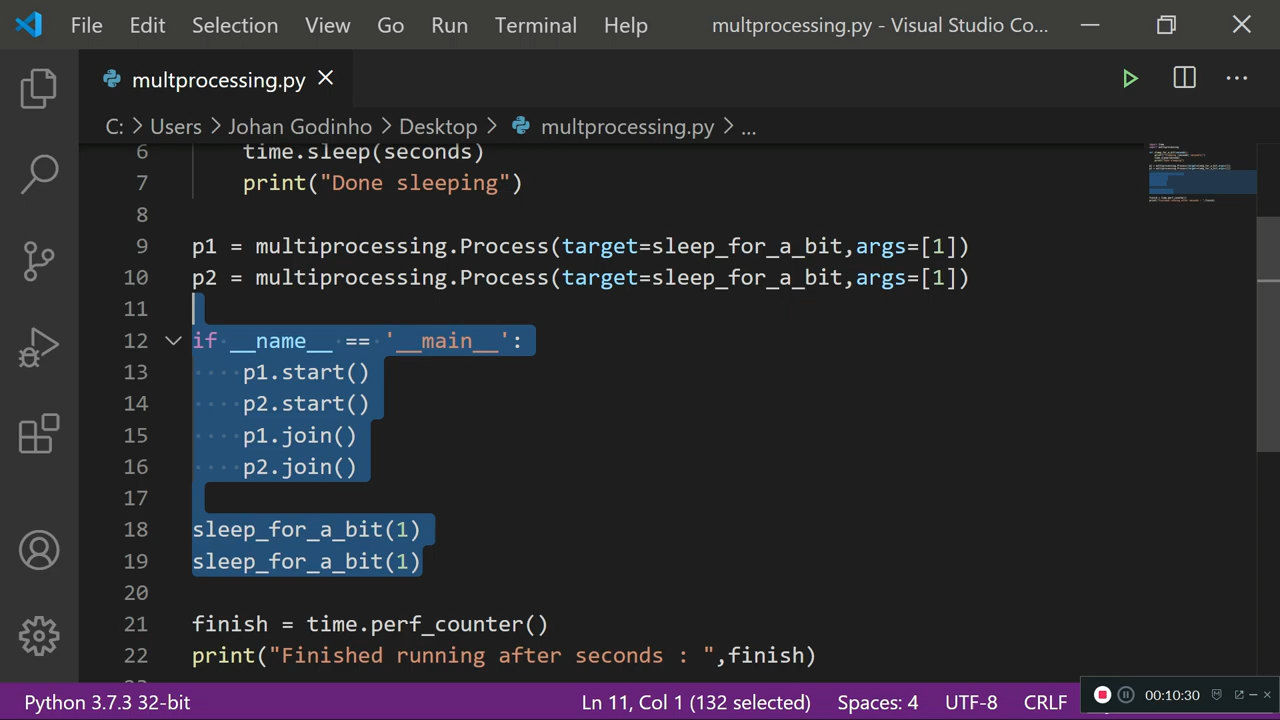 File Edit Selection View Go Run Terminal Help multprocessing.py - Visual Studio Co...
multprocessing.py
C: > Users > Johan Godinho > Desktop > multprocessing.py > ...
6 time.sleep(seconds)
7 print("Done sleeping")
8
9 p1 = multiprocessing.Process(target=sleep_for_a_bit,args=[1])
10 p2 = multiprocessing.Process(target=sleep_for_a_bit,args=[1])
11
12 if __name__ == '__main__':
13 p1.start()
14 p2.start()
15 p1.join()
16 p2.join()
17
18 sleep_for_a_bit(1)
19 sleep_for_a_bit(1)
20
21 finish = time.perf_counter()
22 print("Finished running after seconds : ",finish)
Python 3.7.3 32-bit Ln 11, Col 1 (132 selected) Spaces: 4 UTF-8 CRLF 00:10:30